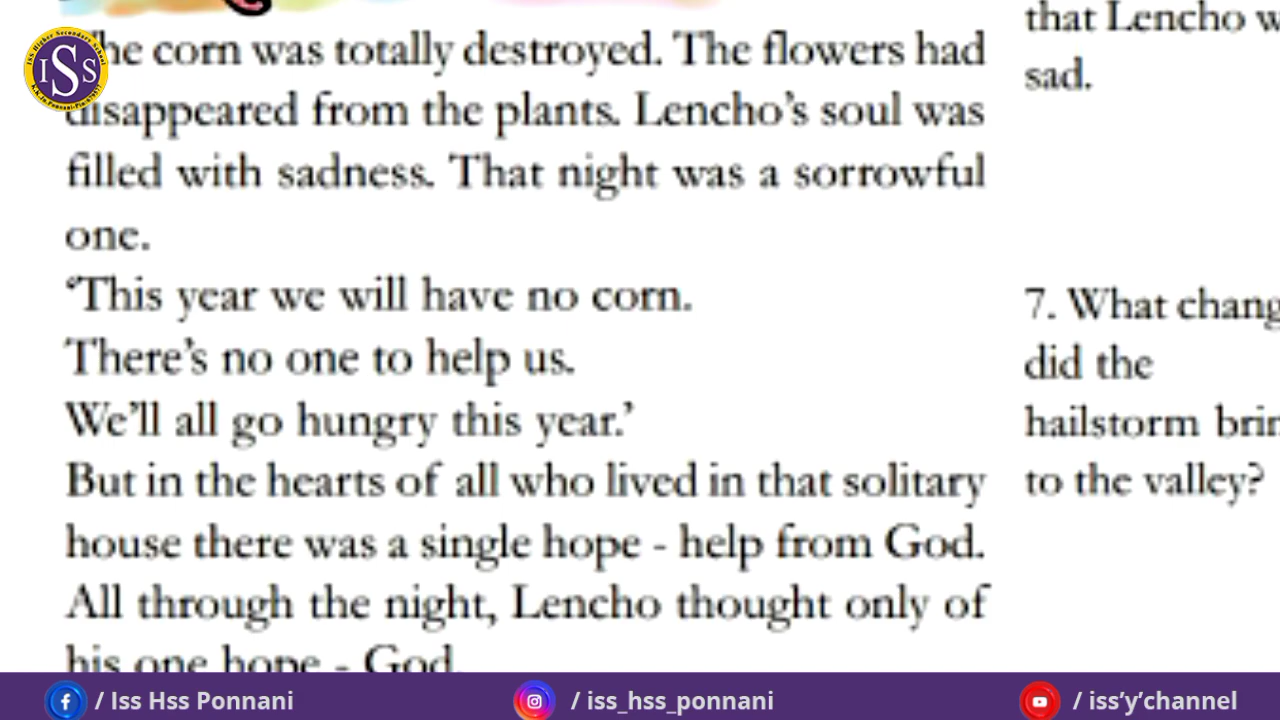 The corn was totally destroyed. The flowers had
disappeared from the plants. Lencho's soul was
filled with sadness. That night was a sorrowful
one.
‘This year we will have no corn.
There's no one to help us.
We'll all go hungry this year.’
But in the hearts of all who lived in that solitary
house there was a single hope - help from God.
All through the night, Lencho thought only of
his one hope - God.
that Lencho w
sad.
7. What chang
did the
hailstorm brin
to the valley?
ISS
/ Iss Hss Ponnani
/ iss_hss_ponnani
/ iss’y’channel